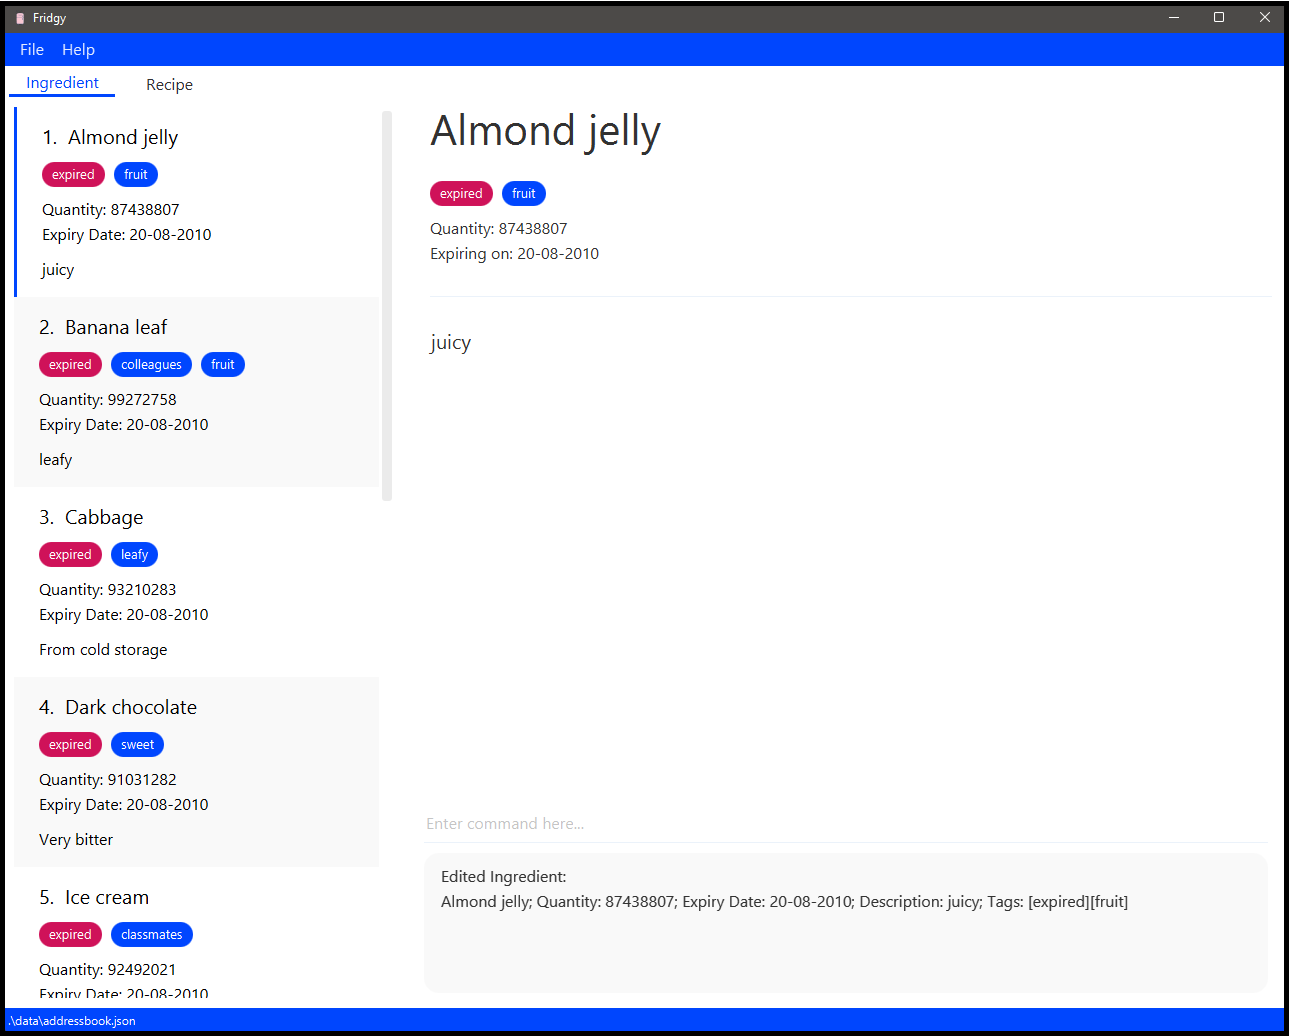 Fridgy
File Help
Ingredient Recipe
1. Almond jelly
expired fruit
Quantity: 87438807
Expiry Date: 20-08-2010
juicy
2. Banana leaf
expired colleagues fruit
Quantity: 99272758
Expiry Date: 20-08-2010
leafy
3. Cabbage
expired leafy
Quantity: 93210283
Expiry Date: 20-08-2010
From cold storage
4. Dark chocolate
expired sweet
Quantity: 91031282
Expiry Date: 20-08-2010
Very bitter
5. Ice cream
expired classmates
Quantity: 92492021
Expiry Date: 20-08-2010
Almond jelly
expired fruit
Quantity: 87438807
Expiring on: 20-08-2010
juicy
Enter command here...
Edited Ingredient:
Almond jelly; Quantity: 87438807; Expiry Date: 20-08-2010; Description: juicy; Tags: [expired][fruit]
.\data\addressbook.json